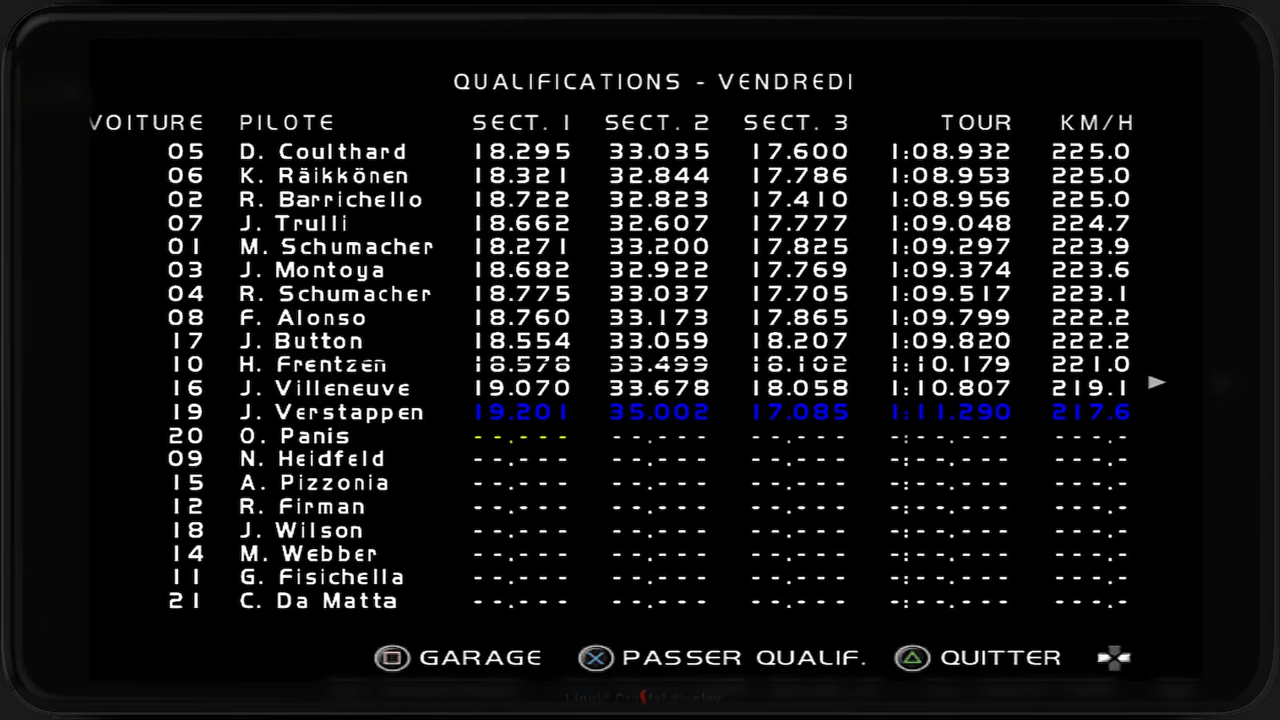 QUALIFICATIONS - VENDREDI
VOITURE PILOTE SECT. 1 SECT. 2 SECT. 3 TOUR KM/H
05 D. Coulthard 18.295 33.035 17.600 1:08.932 225.0
06 K. Räikkönen 18.321 32.844 17.786 1:08.953 225.0
02 R. Barrichello 18.722 32.823 17.410 1:08.956 225.0
07 J. Trulli 18.662 32.607 17.777 1:09.048 224.7
01 M. Schumacher 18.271 33.200 17.825 1:09.297 223.9
03 J. Montoya 18.682 32.922 17.769 1:09.374 223.6
04 R. Schumacher 18.775 33.037 17.705 1:09.517 223.1
08 F. Alonso 18.760 33.173 17.865 1:09.799 222.2
17 J. Button 18.554 33.059 18.207 1:09.820 222.2
10 H. Frentzen 18.578 33.499 18.102 1:10.179 221.0
16 J. Villeneuve 19.070 33.678 18.058 1:10.807 219.1
19 J. Verstappen 19.201 35.002 17.085 1:11.290 217.6
20 O. Panis --.--- --.--- --.--- -:--.--- ---.-
09 N. Heidfeld --.--- --.--- --.--- -:--.--- ---.-
15 A. Pizzonia --.--- --.--- --.--- -:--.--- ---.-
12 R. Firman --.--- --.--- --.--- -:--.--- ---.-
18 J. Wilson --.--- --.--- --.--- -:--.--- ---.-
14 M. Webber --.--- --.--- --.--- -:--.--- ---.-
11 G. Fisichella --.--- --.--- --.--- -:--.--- ---.-
21 C. Da Matta --.--- --.--- --.--- -:--.--- ---.-
GARAGE PASSER QUALIF. QUITTER
Liquid Crystal display